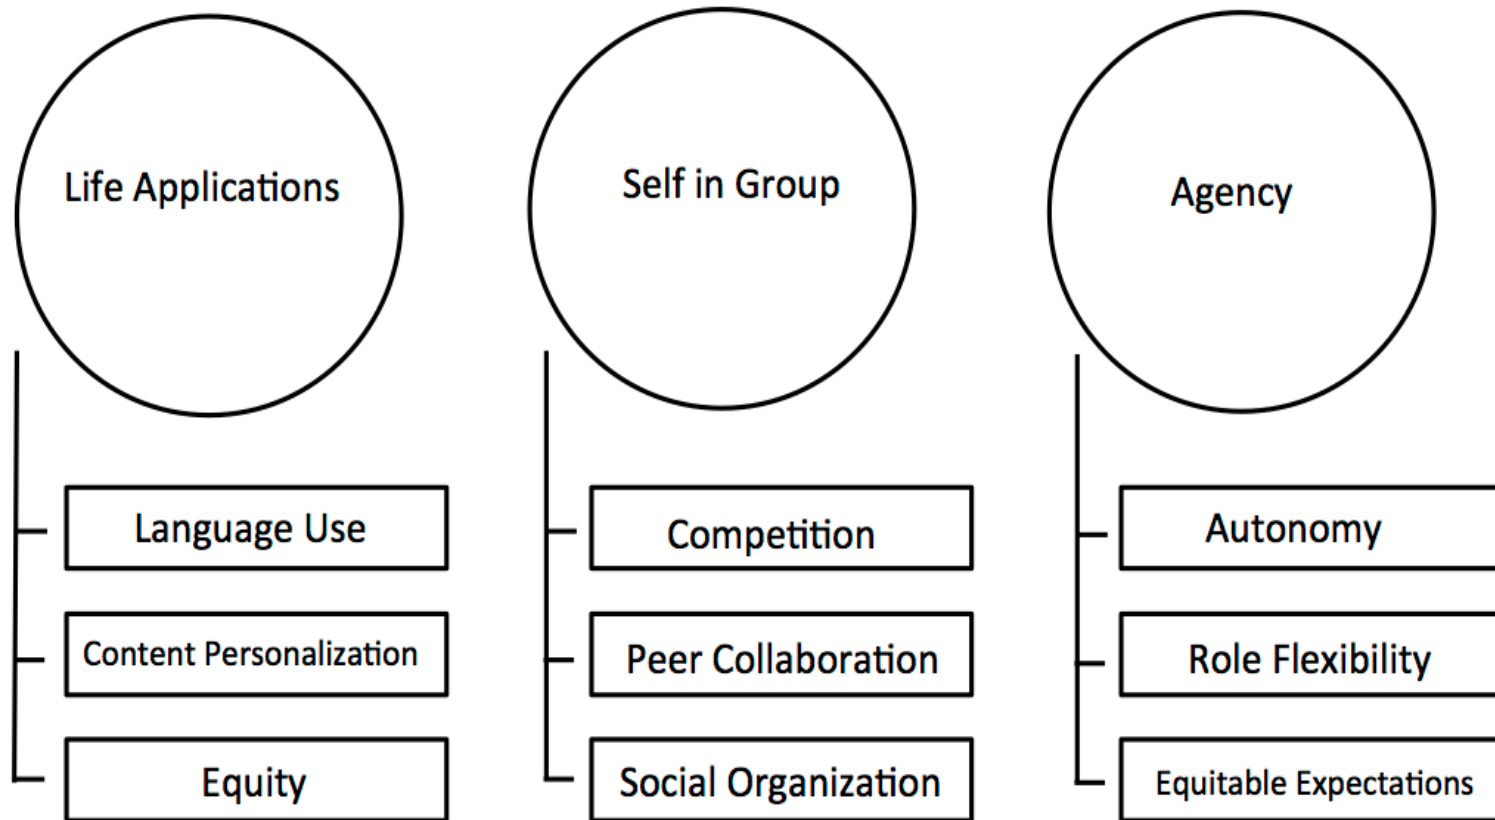 Life Applications
Self in Group
Agency
Language Use
Competition
Autonomy
Content Personalization
Peer Collaboration
Role Flexibility
Equity
Social Organization
Equitable Expectations